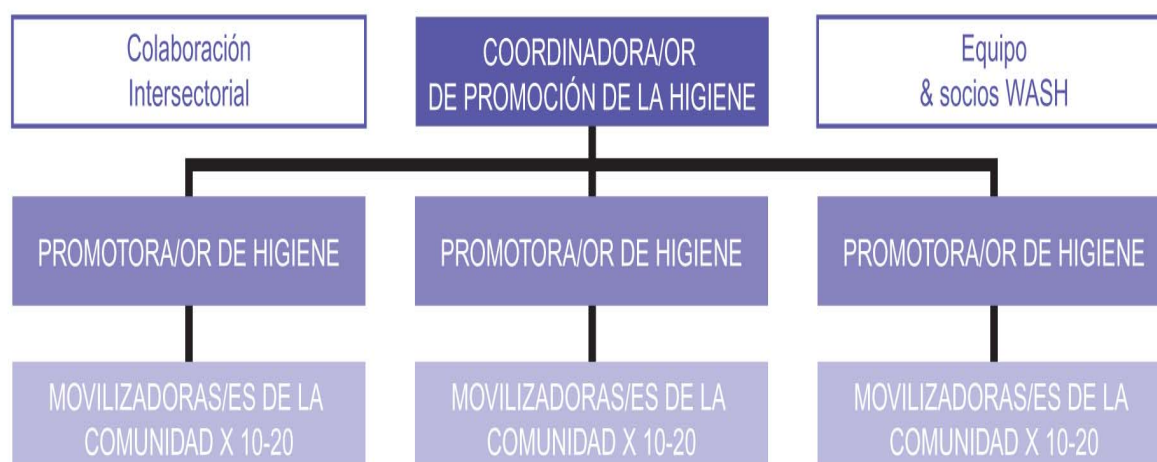 Colaboración
Intersectorial
COORDINADORA/OR
DE PROMOCIÓN DE LA HIGIENE
Equipo
& socios WASH
PROMOTORA/OR DE HIGIENE
PROMOTORA/OR DE HIGIENE
PROMOTORA/OR DE HIGIENE
MOVILIZADORAS/ES DE LA
COMUNIDAD X 10-20
MOVILIZADORAS/ES DE LA
COMUNIDAD X 10-20
MOVILIZADORAS/ES DE LA
COMUNIDAD X 10-20